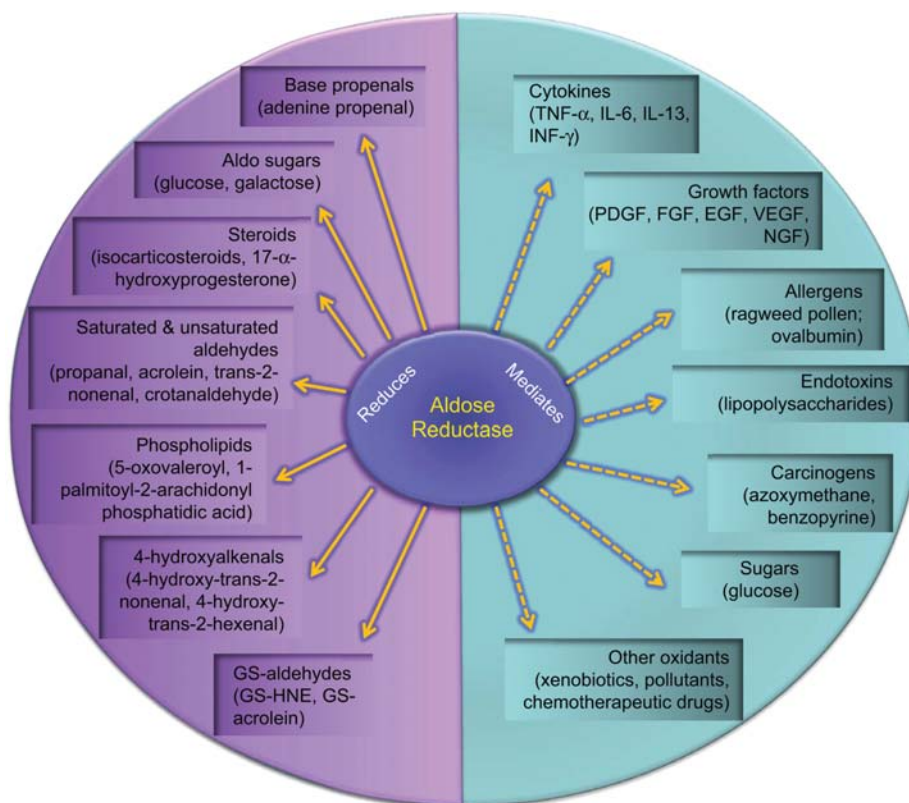 Base propenals
(adenine propenal)
Aldo sugars
(glucose, galactose)
Steroids
(isocarticosteroids, 17-α-
hydroxyprogesterone)
Saturated & unsaturated
aldehydes
(propanal, acrolein, trans-2-
nonenal, crotanaldehyde)
Phospholipids
(5-oxovaleroyl, 1-
palmitoyl-2-arachidonyl
phosphatidic acid)
4-hydroxyalkenals
(4-hydroxy-trans-2-
nonenal, 4-hydroxy-
trans-2-hexenal)
GS-aldehydes
(GS-HNE, GS-
acrolein)
Reduces
Aldose
Reductase
Mediates
Cytokines
(TNF-α, IL-6, IL-13,
INF-γ)
Growth factors
(PDGF, FGF, EGF, VEGF,
NGF)
Allergens
(ragweed pollen;
ovalbumin)
Endotoxins
(lipopolysaccharides)
Carcinogens
(azoxymethane,
benzopyrine)
Sugars
(glucose)
Other oxidants
(xenobiotics, pollutants,
chemotherapeutic drugs)